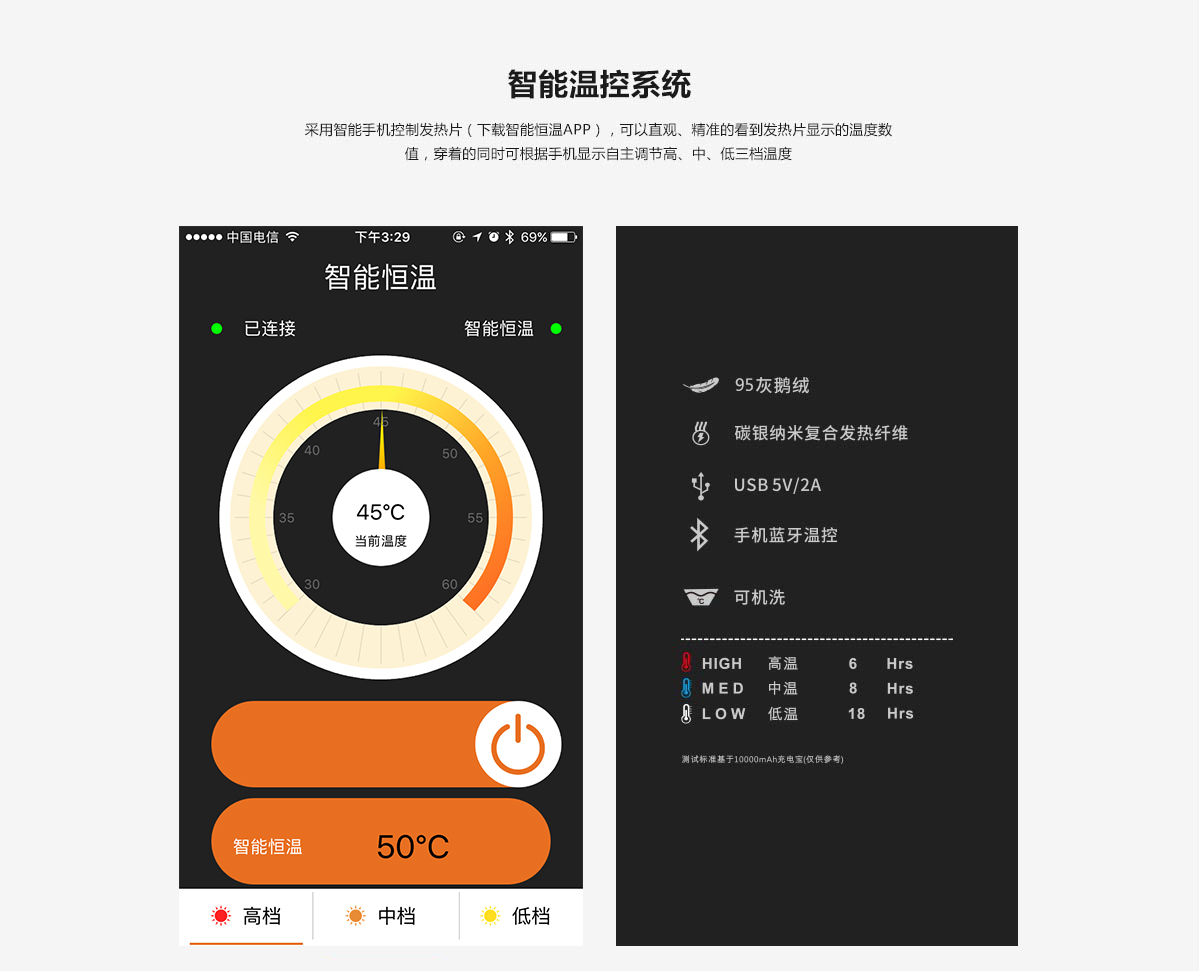 智能温控系统
采用智能手机控制发热片（下载智能恒温APP），可以直观、精准的看到发热片显示的温度数
值，穿着的同时可根据手机显示自主调节高、中、低三档温度
中国电信 下午3:29 69%
智能恒温
已连接 智能恒温
45
40 50
35 55
30 60
45℃
当前温度
智能恒温 50℃
高档 中档 低档
95灰鹅绒
碳银纳米复合发热纤维
USB 5V/2A
手机蓝牙温控
℃
可机洗
HIGH 高温 6 Hrs
MED 中温 8 Hrs
LOW 低温 18 Hrs
测试标准基于10000mAh充电宝(仅供参考)